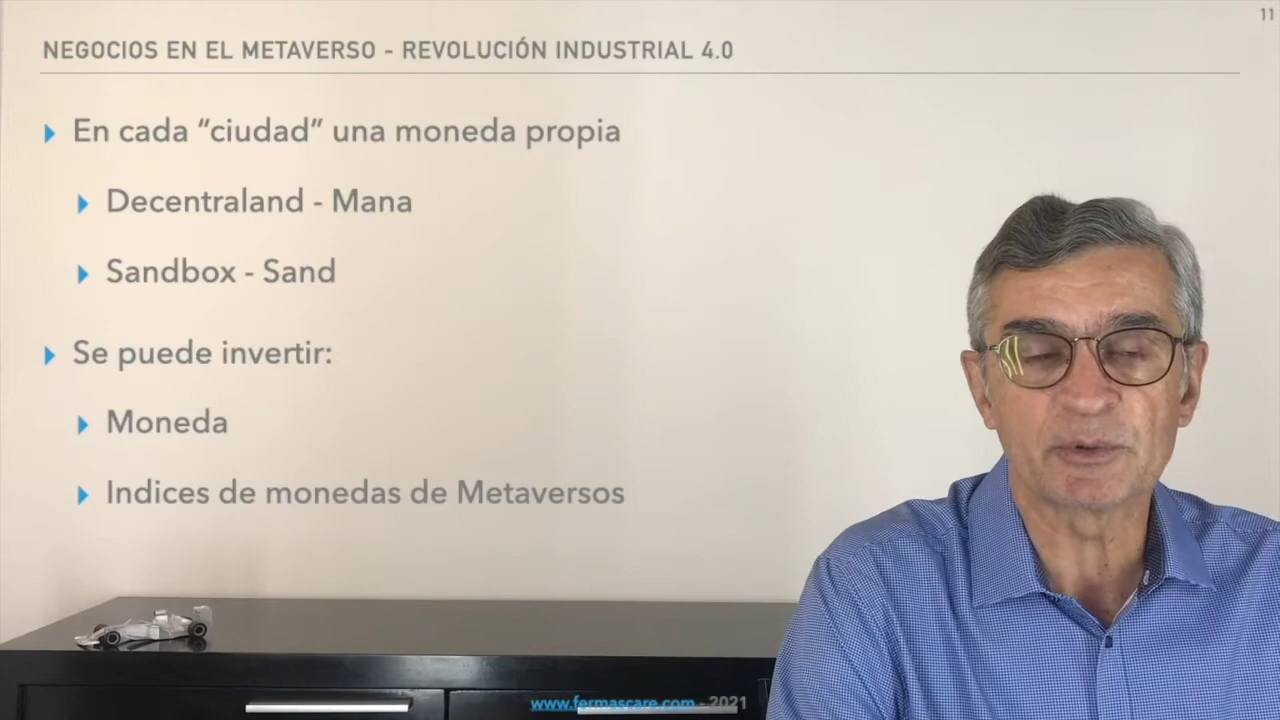 11
NEGOCIOS EN EL METAVERSO - REVOLUCIÓN INDUSTRIAL 4.0
En cada “ciudad” una moneda propia
Decentraland - Mana
Sandbox - Sand
Se puede invertir:
Moneda
Indices de monedas de Metaversos
www.fermascare.com - 2021